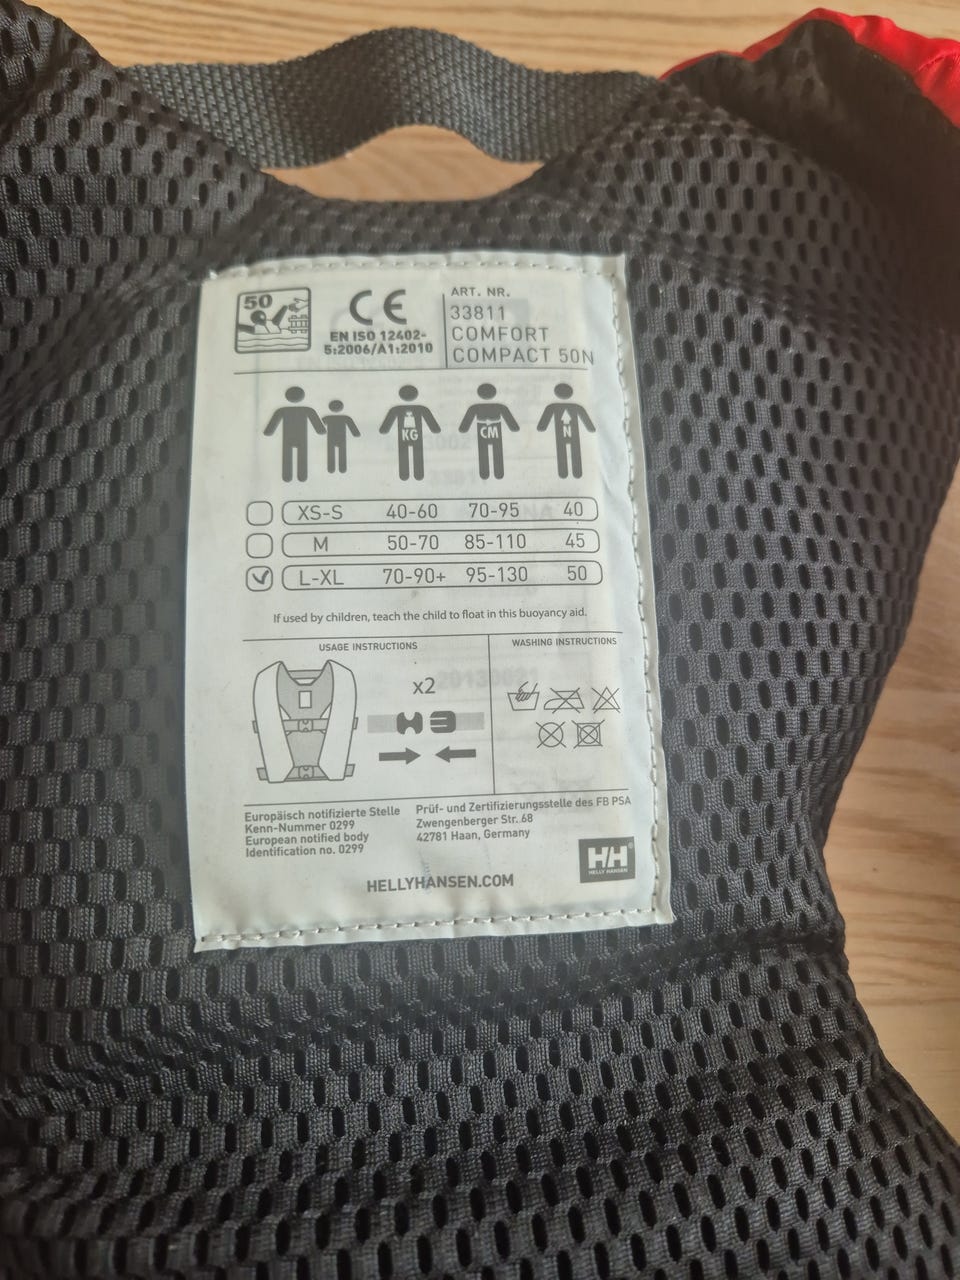 50
CE
EN ISO 12402-
5:2006/A1:2010
ART. NR.
33811
COMFORT
COMPACT 50N
KG CM N
XS-S 40-60 70-95 40
M 50-70 85-110 45
L-XL 70-90+ 95-130 50
If used by children, teach the child to float in this buoyancy aid.
USAGE INSTRUCTIONS
x2
WASHING INSTRUCTIONS
Europäisch notifizierte Stelle
Kenn-Nummer 0299
European notified body
Identification no. 0299
Prüf- und Zertifizierungsstelle des FB PSA
Zwengenberger Str. 68
42781 Haan, Germany
H/H
HELLY HANSEN
HELLYHANSEN.COM